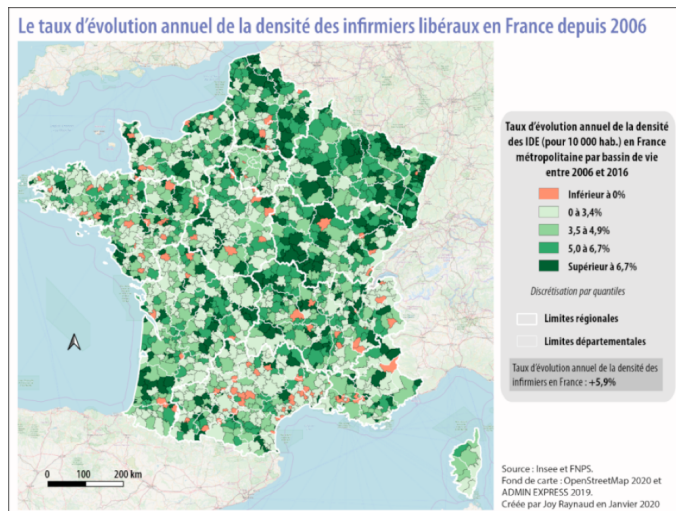 Le taux d'évolution annuel de la densité des infirmiers libéraux en France depuis 2006
Taux d'évolution annuel de la densité
des IDE (pour 10 000 hab.) en France
métropolitaine par bassin de vie
entre 2006 et 2016
Inférieur à 0%
0 à 3,4%
3,5 à 4,9%
5,0 à 6,7%
Supérieur à 6,7%
Discrétisation par quantiles
Limites régionales
Limites départementales
Taux d'évolution annuel de la densité des
infirmiers en France : +5,9%
0 100 200 km
Source : Insee et FNPS.
Fond de carte : OpenStreetMap 2020 et
ADMIN EXPRESS 2019.
Créée par Joy Raynaud en Janvier 2020